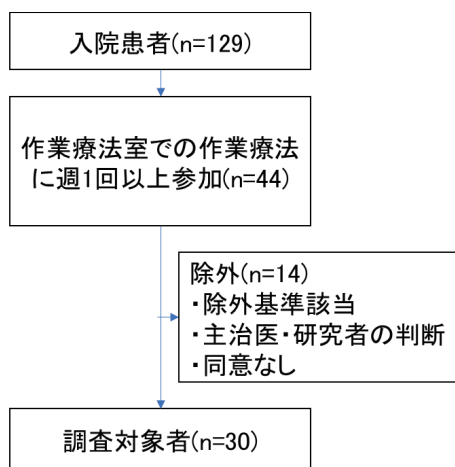 入院患者(n=129)
作業療法室での作業療法
に週1回以上参加(n=44)
除外(n=14)
・除外基準該当
・主治医・研究者の判断
・同意なし
調査対象者(n=30)